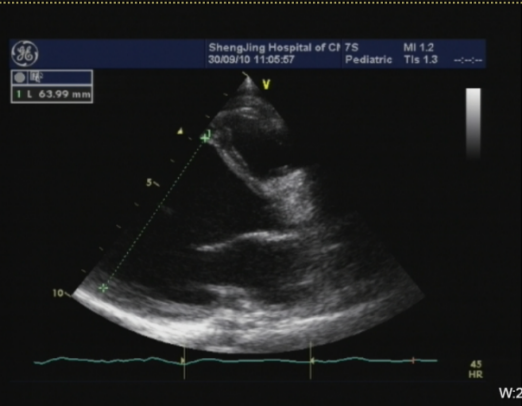 ShengJing Hospital of Ch 7S MI 1.2
30/09/10 11:05:57 Pediatric TIs 1.3 --:--:--
1 L 63.99 mm
V
5
10
45
HR
W:2